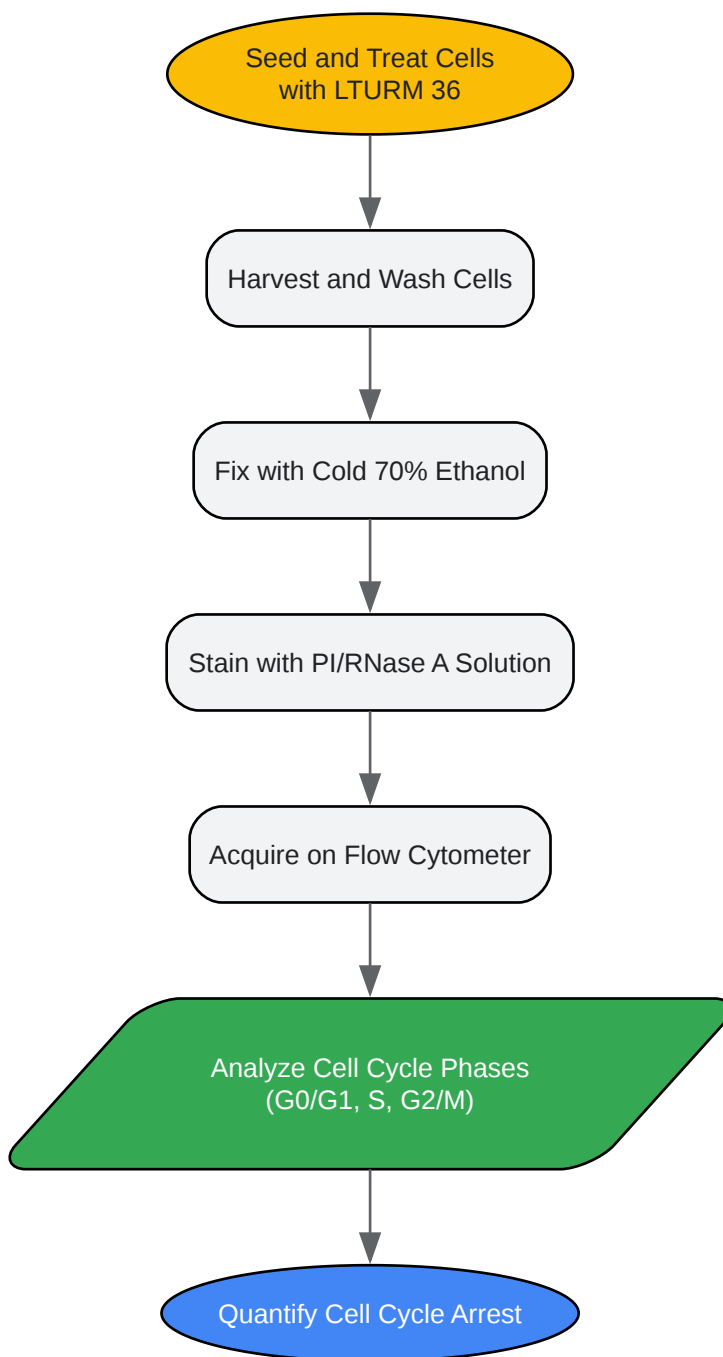 Seed and Treat Cells
with LTURM 36
Harvest and Wash Cells
Fix with Cold 70% Ethanol
Stain with PI/RNase A Solution
Acquire on Flow Cytometer
Analyze Cell Cycle Phases
(G0/G1, S, G2/M)
Quantify Cell Cycle Arrest